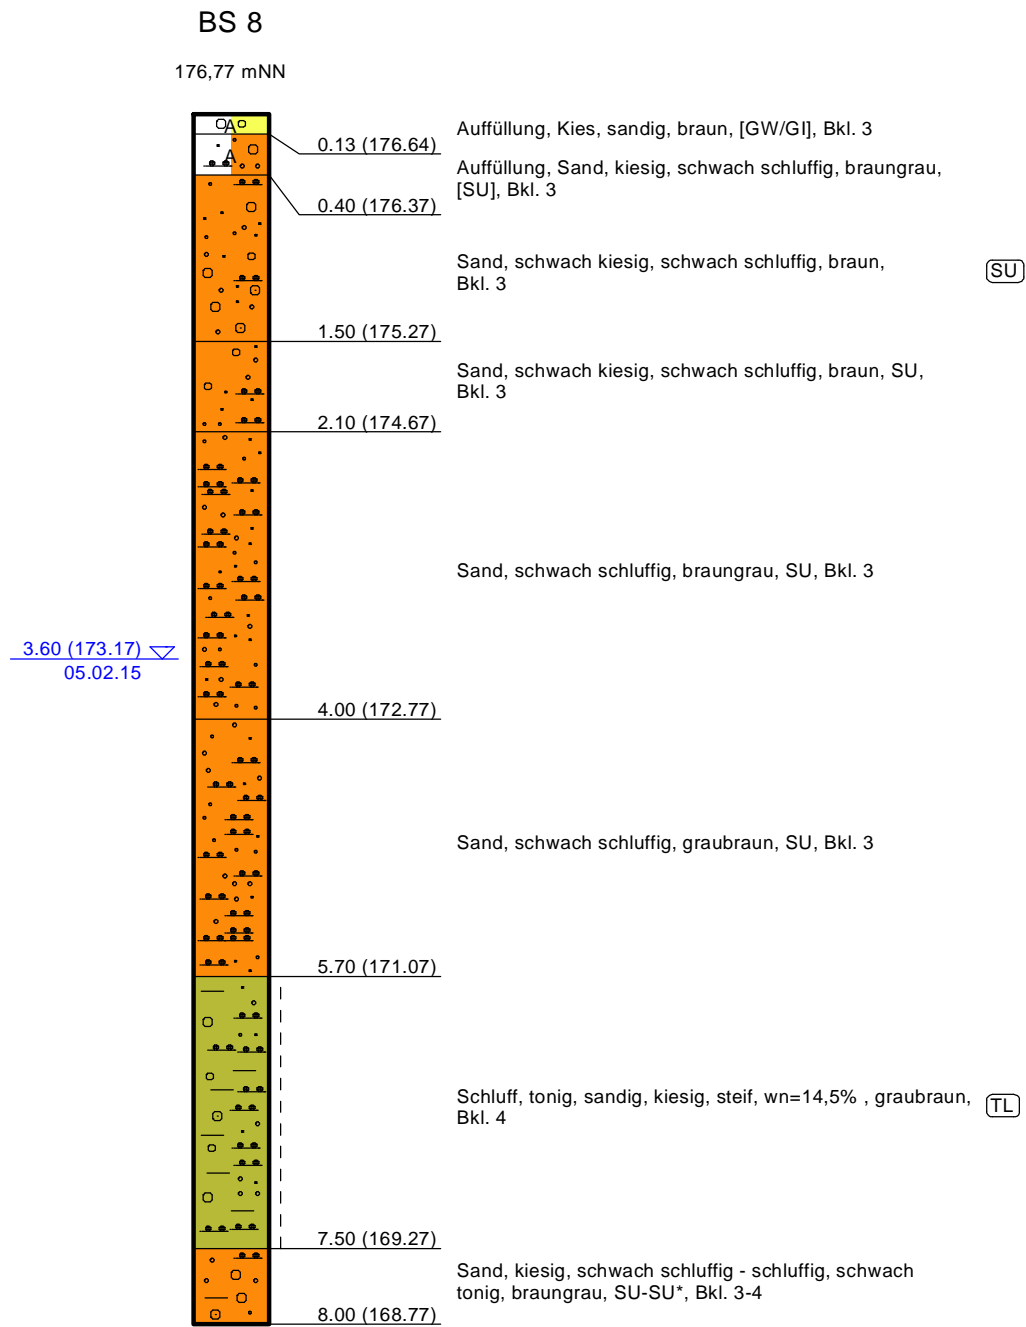 BS 8
176,77 mNN
A
Auffüllung, Kies, sandig, braun, [GW/GI], Bkl. 3
0.13 (176.64)
A
Auffüllung, Sand, kiesig, schwach schluffig, braungrau,
[SU], Bkl. 3
0.40 (176.37)
Sand, schwach kiesig, schwach schluffig, braun,
Bkl. 3
SU
1.50 (175.27)
Sand, schwach kiesig, schwach schluffig, braun, SU,
Bkl. 3
2.10 (174.67)
Sand, schwach schluffig, braungrau, SU, Bkl. 3
3.60 (173.17)
05.02.15
4.00 (172.77)
Sand, schwach schluffig, graubraun, SU, Bkl. 3
5.70 (171.07)
Schluff, tonig, sandig, kiesig, steif, wn=14,5% , graubraun,
Bkl. 4
TL
7.50 (169.27)
Sand, kiesig, schwach schluffig - schluffig, schwach
tonig, braungrau, SU-SU*, Bkl. 3-4
8.00 (168.77)